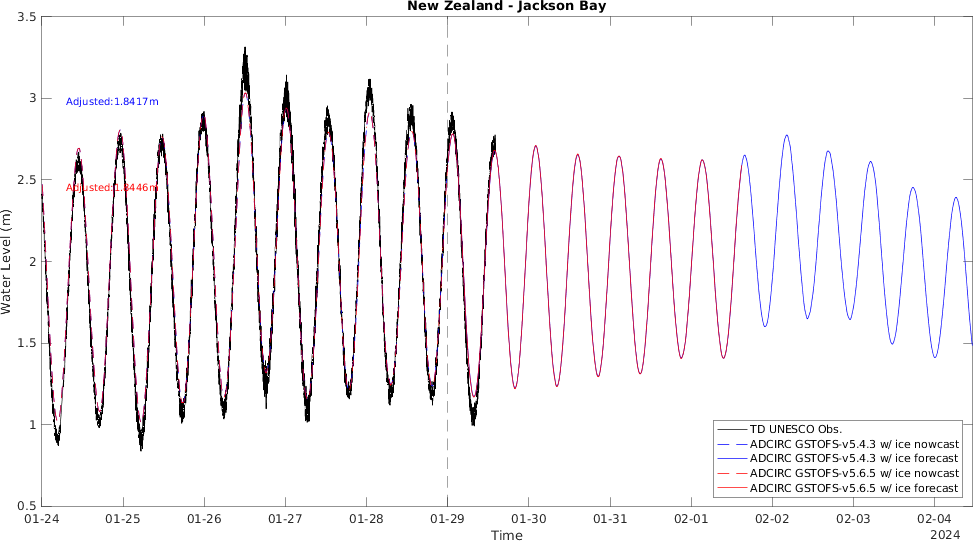 New Zealand - Jackson Bay
3.5
3
2.5
2
1.5
1
0.5
Water Level (m)
Adjusted:1.8417m
Adjusted:1.8446m
TD UNESCO Obs.
ADCIRC GSTOFS-v5.4.3 w/ ice nowcast
ADCIRC GSTOFS-v5.4.3 w/ ice forecast
ADCIRC GSTOFS-v5.6.5 w/ ice nowcast
ADCIRC GSTOFS-v5.6.5 w/ ice forecast
01-24 01-25 01-26 01-27 01-28 01-29 01-30 01-31 02-01 02-02 02-03 02-04
Time
2024